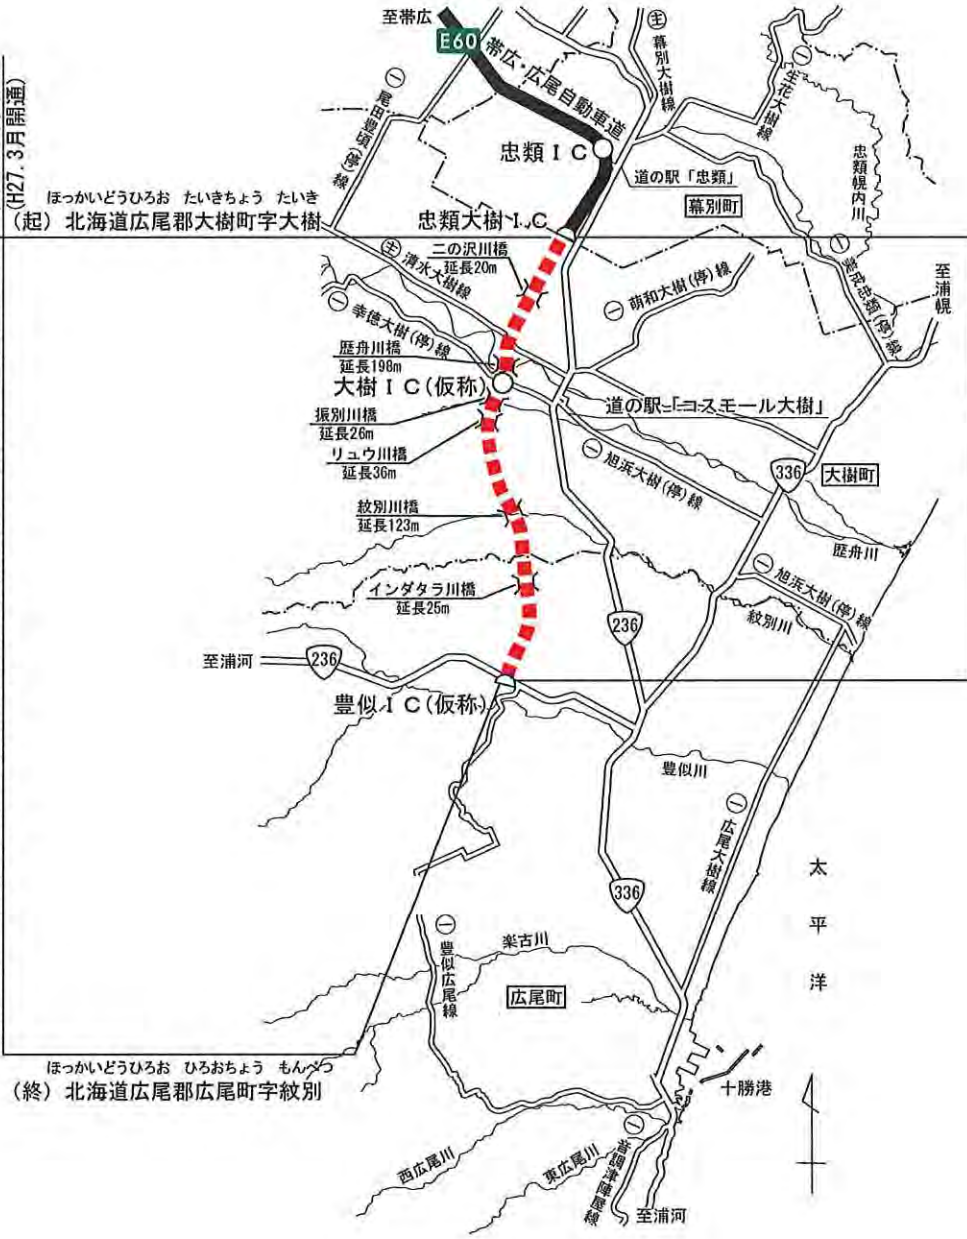 至帯広
E60
帯広・広尾自動車道
㊀
幕別大樹線
生花大樹線
尾田豊頃(停)線
(H27.3月開通)
忠類ＩＣ
道の駅「忠類」
幕別町
忠類幌内川
ほっかいどうひろお たいきちょう たいき
(起) 北海道広尾郡大樹町字大樹
忠類大樹ＩＣ
二の沢川橋
延長20m
清水大樹線
萌和大樹(停)線
美成忠類(停)線
至浦幌
幸徳大樹(停)線
歴舟川橋
延長198m
大樹ＩＣ(仮称)
道の駅「コスモール大樹」
振別川橋
延長26m
リュウ川橋
延長36m
旭浜大樹(停)線
336
大樹町
紋別川橋
延長123m
歴舟川
インダタラ川橋
延長25m
旭浜大樹(停)線
紋別川
236
至浦河
236
豊似ＩＣ(仮称)
豊似川
広尾大樹線
太平洋
336
豊似広尾線
楽古川
広尾町
ほっかいどうひろお ひろおちょう もんべつ
(終) 北海道広尾郡広尾町字紋別
十勝港
西広尾川
東広尾川
音調津陣屋線
至浦河